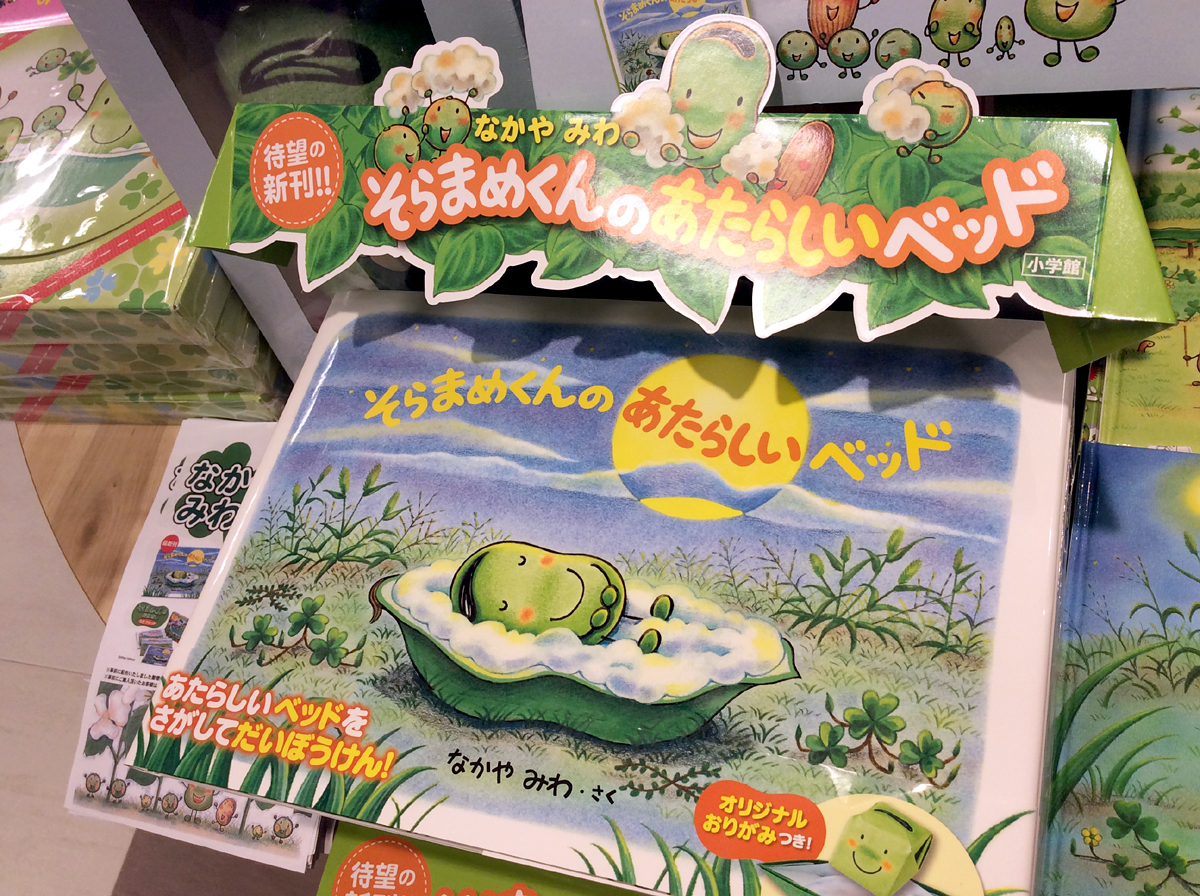 待望の
新刊!!
なかや みわ
そらまめくんのあたらしいベッド
小学館
そらまめくんの あたらしい ベッド
なか
みわ
あたらしいベッドを
さがしてだいぼうけん!
なかや みわ・さく
オリジナル
おりがみつき!
待望の